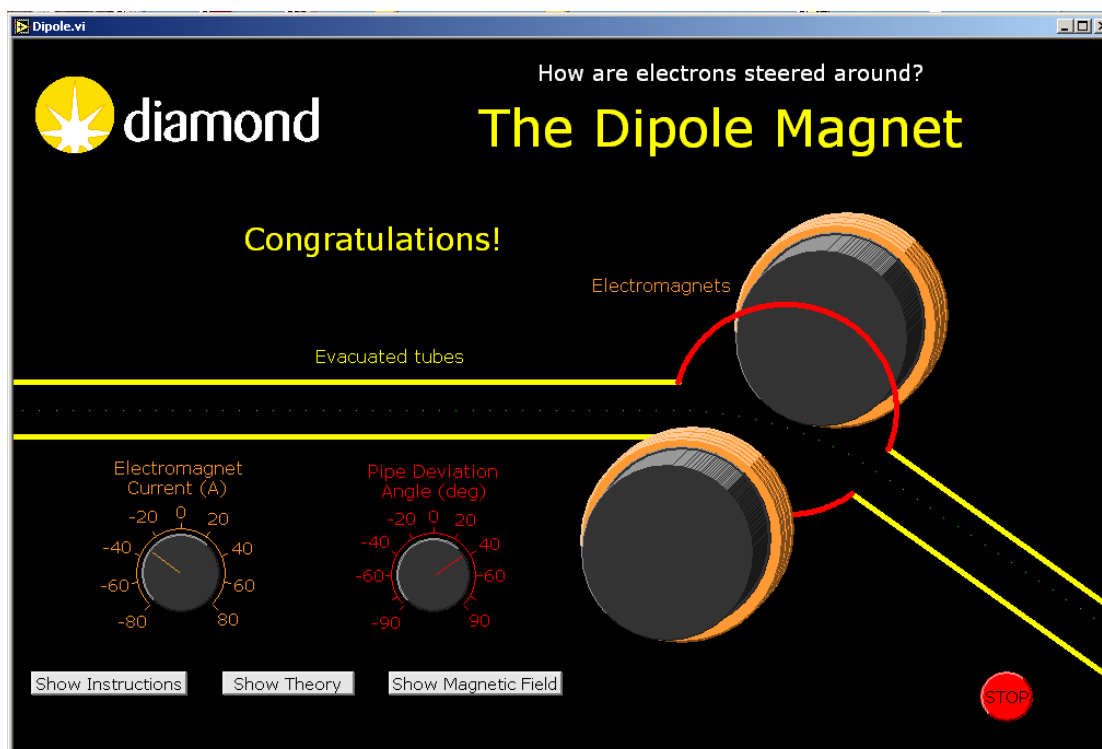 Dipole.vi
How are electrons steered around?
diamond
The Dipole Magnet
Congratulations!
Electromagnets
Evacuated tubes
Electromagnet
Current (A)
-20 0 20
-40 40
-60 60
-80 80
Pipe Deviation
Angle (deg)
-20 0 20
-40 40
-60 60
-90 90
Show Instructions
Show Theory
Show Magnetic Field
STOP